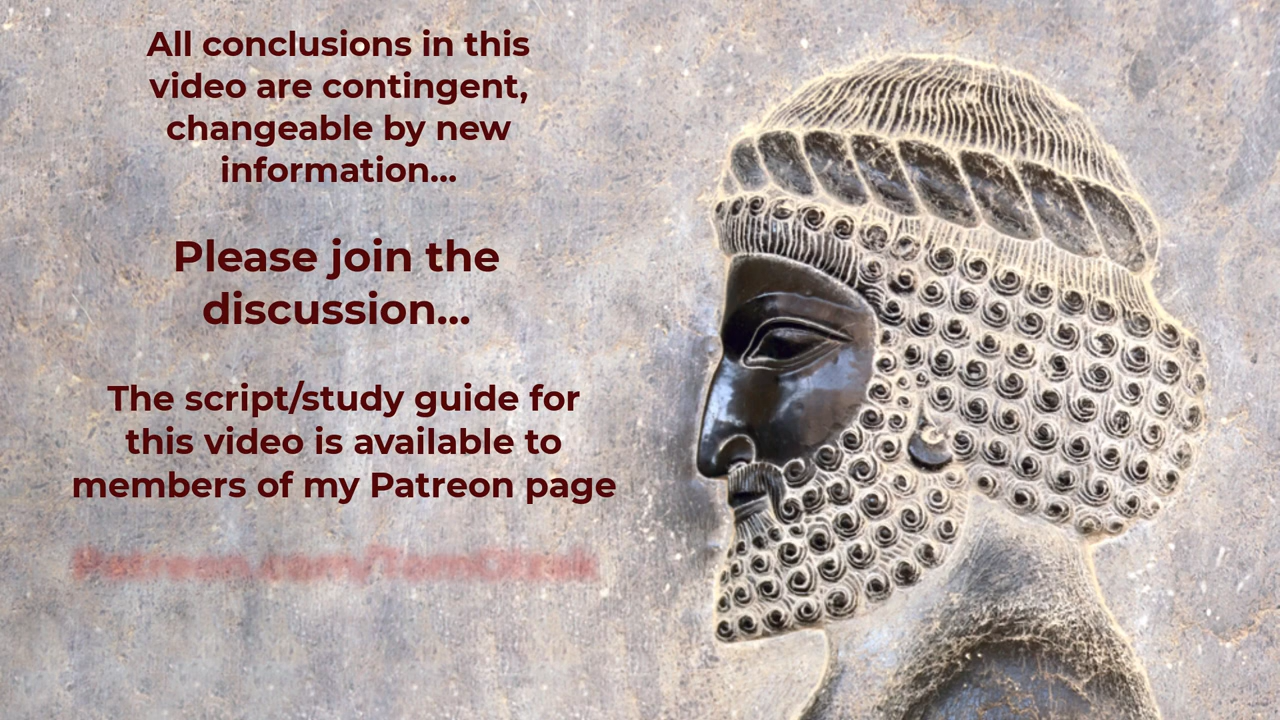 All conclusions in this
video are contingent,
changeable by new
information...
Please join the
discussion...
The script/study guide for
this video is available to
members of my Patreon page